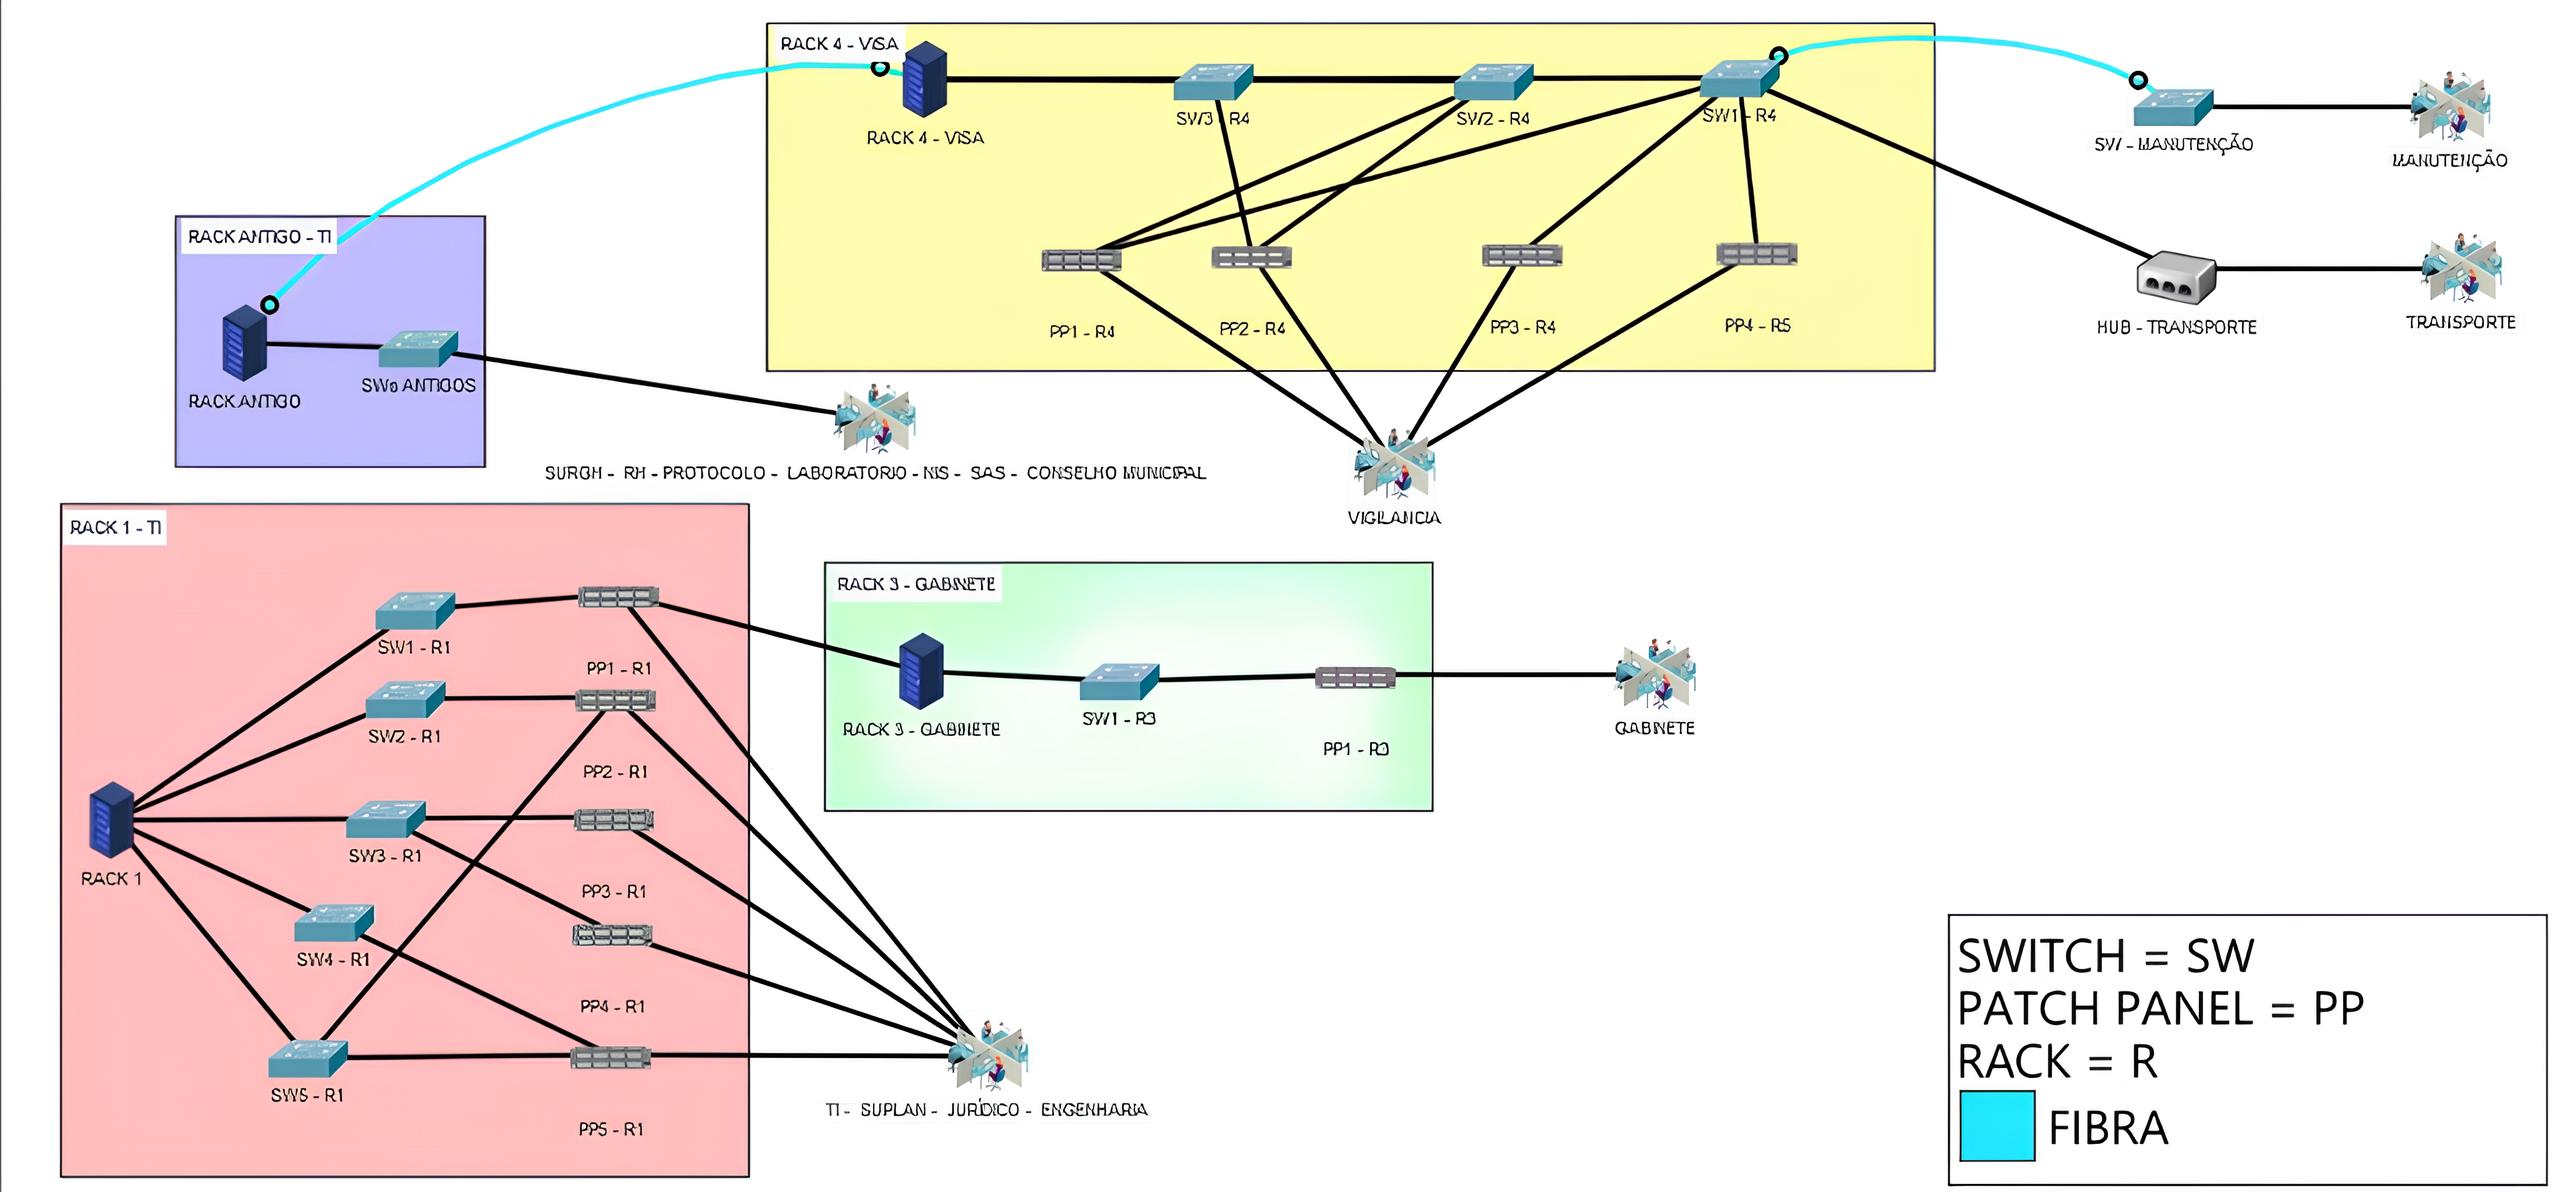 RACK 4 - VISA
RACK 4 - VISA
SW3 - R4
SW2 - R4
SW1 - R4
SW - MANUTENÇÃO
MANUTENÇÃO
RACK ANTIGO - TI
RACK ANTIGO
SWs ANTIGOS
PP1 - R4
PP2 - R4
PP3 - R4
PP4 - R5
HUB - TRANSPORTE
TRANSPORTE
SURGH - RH - PROTOCOLO - LABORATORIO - NIS - SAS - CONSELHO MUNICIPAL
VIGILANCIA
RACK 1 - TI
SW1 - R1
PP1 - R1
SW2 - R1
PP2 - R1
SW3 - R1
RACK 1
PP3 - R1
SW4 - R1
PP4 - R1
SW5 - R1
PP5 - R1
TI - SUPLAN - JURÍDICO - ENGENHARIA
RACK 3 - GABINETE
RACK 3 - GABINETE
SW1 - R3
PP1 - R3
GABINETE
SWITCH = SW
PATCH PANEL = PP
RACK = R
FIBRA